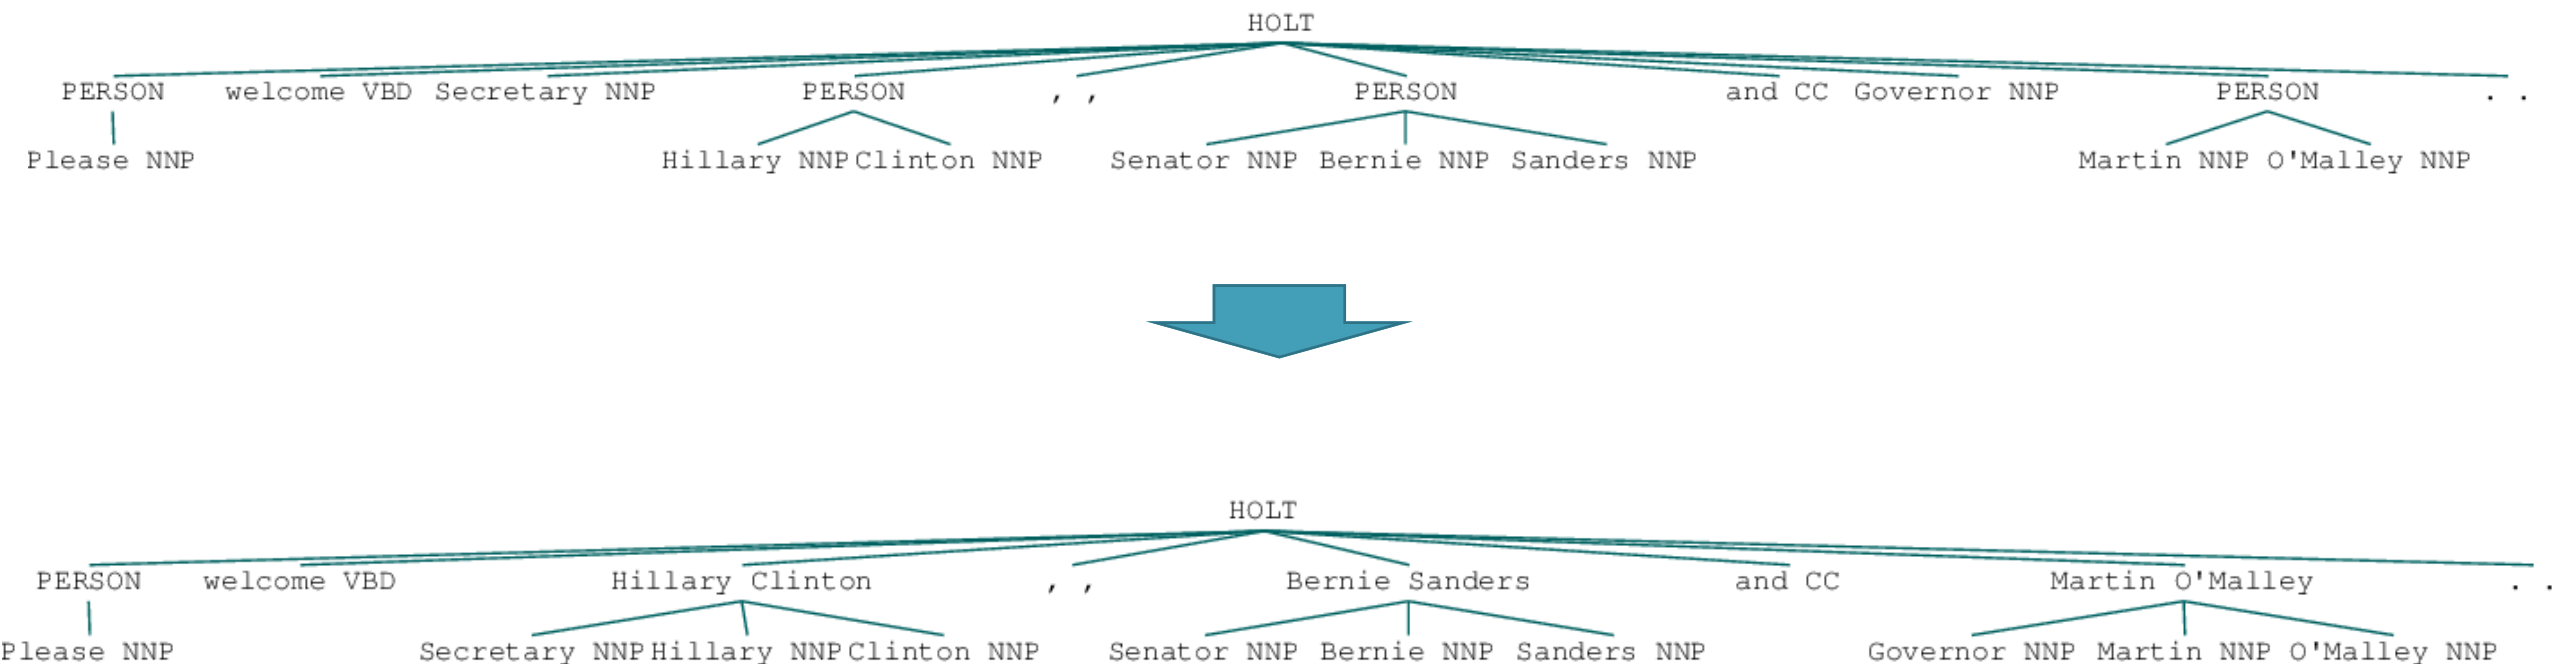 HOLT
PERSON welcome VBD Secretary NNP PERSON , , PERSON and CC Governor NNP PERSON . .
Please NNP Hillary NNP Clinton NNP Senator NNP Bernie NNP Sanders NNP Martin NNP O'Malley NNP
HOLT
PERSON welcome VBD Hillary Clinton , , Bernie Sanders and CC Martin O'Malley . .
Please NNP Secretary NNP Hillary NNP Clinton NNP Senator NNP Bernie NNP Sanders NNP Governor NNP Martin NNP O'Malley NNP